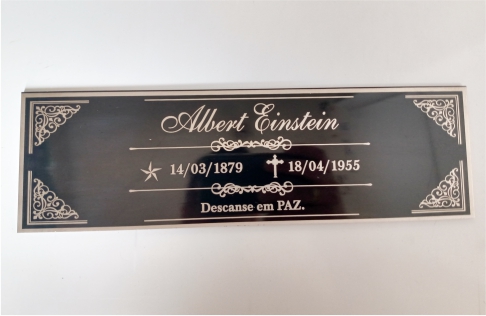 Albert Einstein
14/03/1879 18/04/1955
Descanse em PAZ.